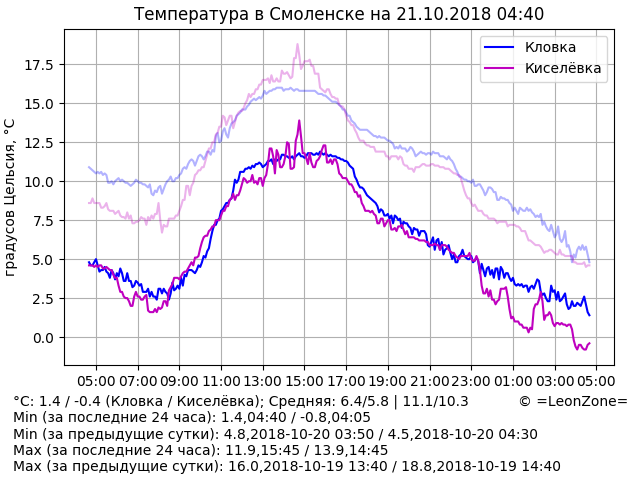 Температура в Смоленске на 21.10.2018 04:40
Кловка
Киселёвка
градусов Цельсия, °C
17.5
15.0
12.5
10.0
7.5
5.0
2.5
0.0
05:00 07:00 09:00 11:00 13:00 15:00 17:00 19:00 21:00 23:00 01:00 03:00 05:00
°C: 1.4 / -0.4 (Кловка / Киселёвка); Средняя: 6.4/5.8 | 11.1/10.3 © =LeonZone=
Min (за последние 24 часа): 1.4,04:40 / -0.8,04:05
Min (за предыдущие сутки): 4.8,2018-10-20 03:50 / 4.5,2018-10-20 04:30
Max (за последние 24 часа): 11.9,15:45 / 13.9,14:45
Max (за предыдущие сутки): 16.0,2018-10-19 13:40 / 18.8,2018-10-19 14:40